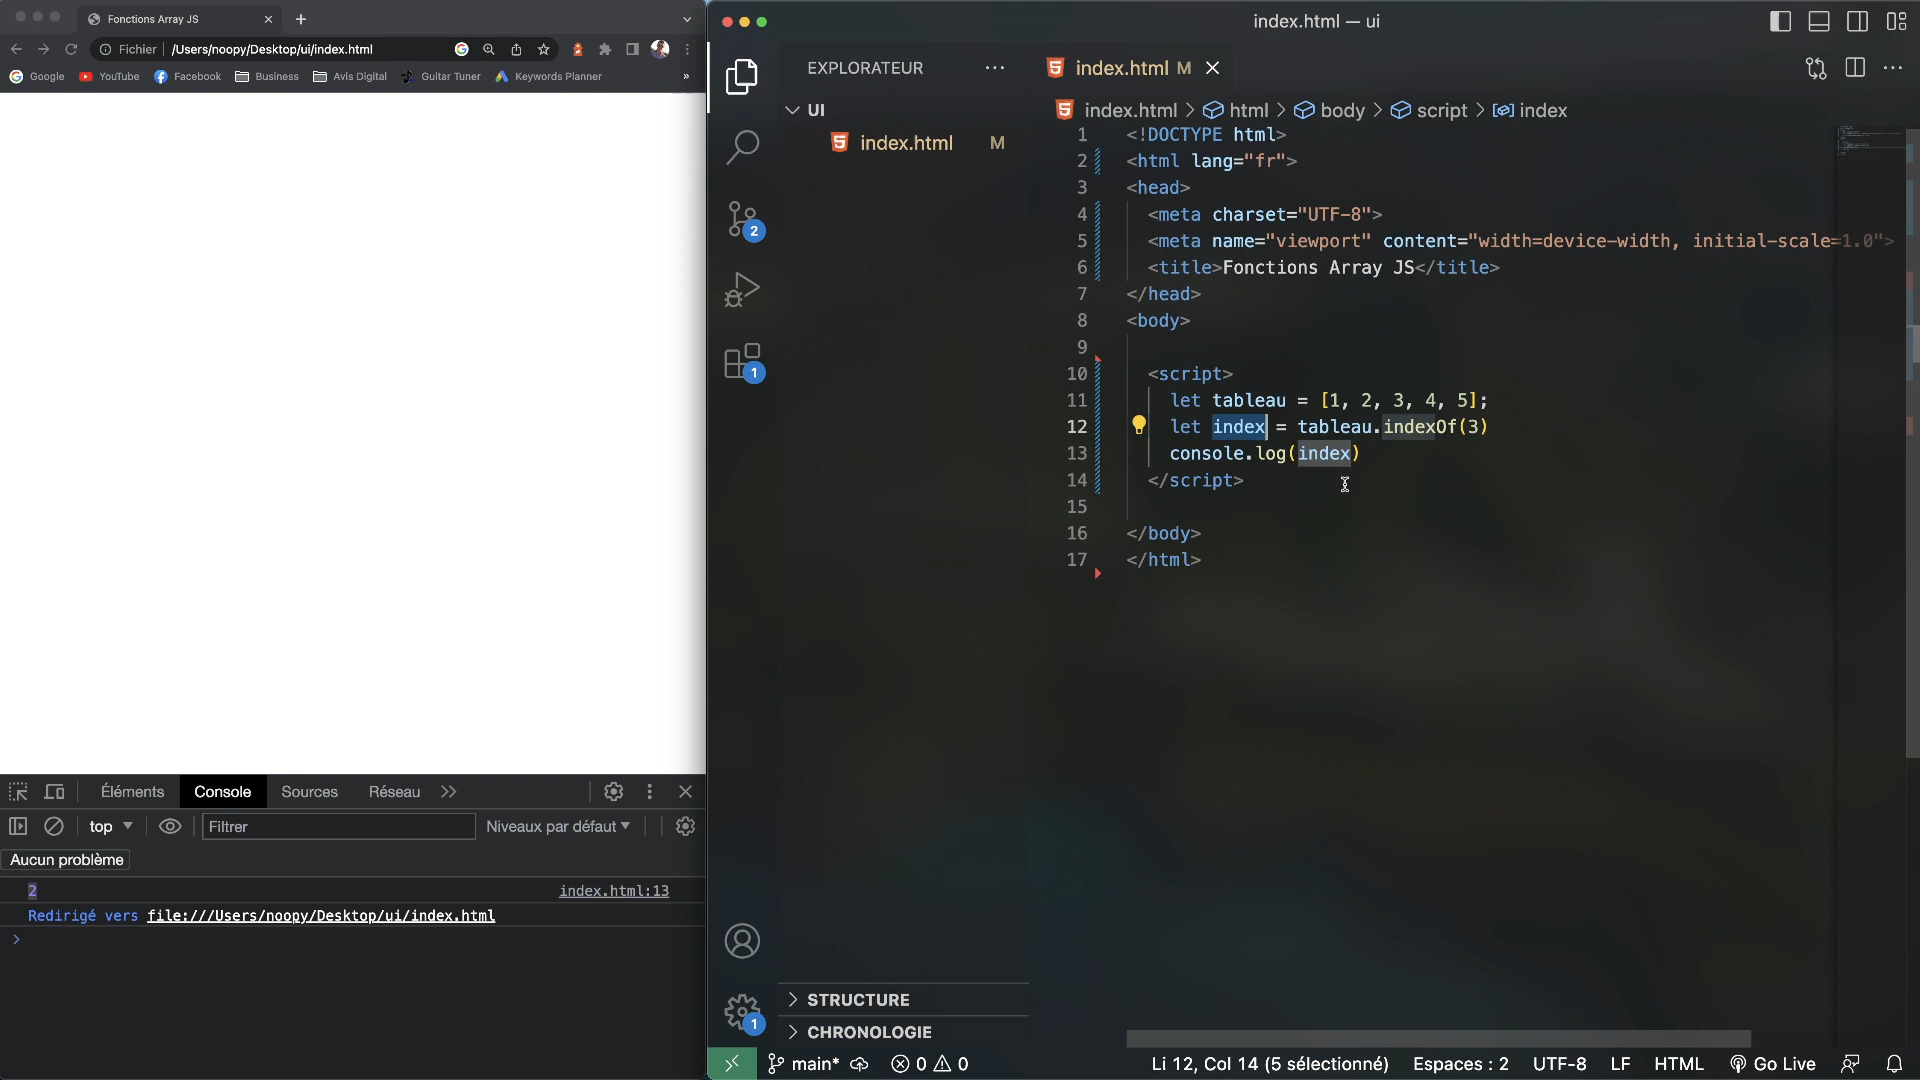 Fonctions Array JS
Fichier /Users/noopy/Desktop/ui/index.html
Google YouTube Facebook Business Avis Digital Guitar Tuner Keywords Planner »
Éléments Console Sources Réseau
top Filtrer Niveaux par défaut
Aucun problème
2 index.html:13
Redirigé vers file:///Users/noopy/Desktop/ui/index.html
>
index.html — ui
EXPLORATEUR ...
UI
index.html M
2
1
1
STRUCTURE
CHRONOLOGIE
index.html M
index.html > html > body > script > index
1 <!DOCTYPE html>
2 <html lang="fr">
3 <head>
4 <meta charset="UTF-8">
5 <meta name="viewport" content="width=device-width, initial-scale=1.0">
6 <title>Fonctions Array JS</title>
7 </head>
8 <body>
9
10 <script>
11 let tableau = [1, 2, 3, 4, 5];
12 let index = tableau.indexOf(3)
13 console.log(index)
14 </script>
15
16 </body>
17 </html>
main* 0 0 Li 12, Col 14 (5 sélectionné) Espaces : 2 UTF-8 LF HTML Go Live